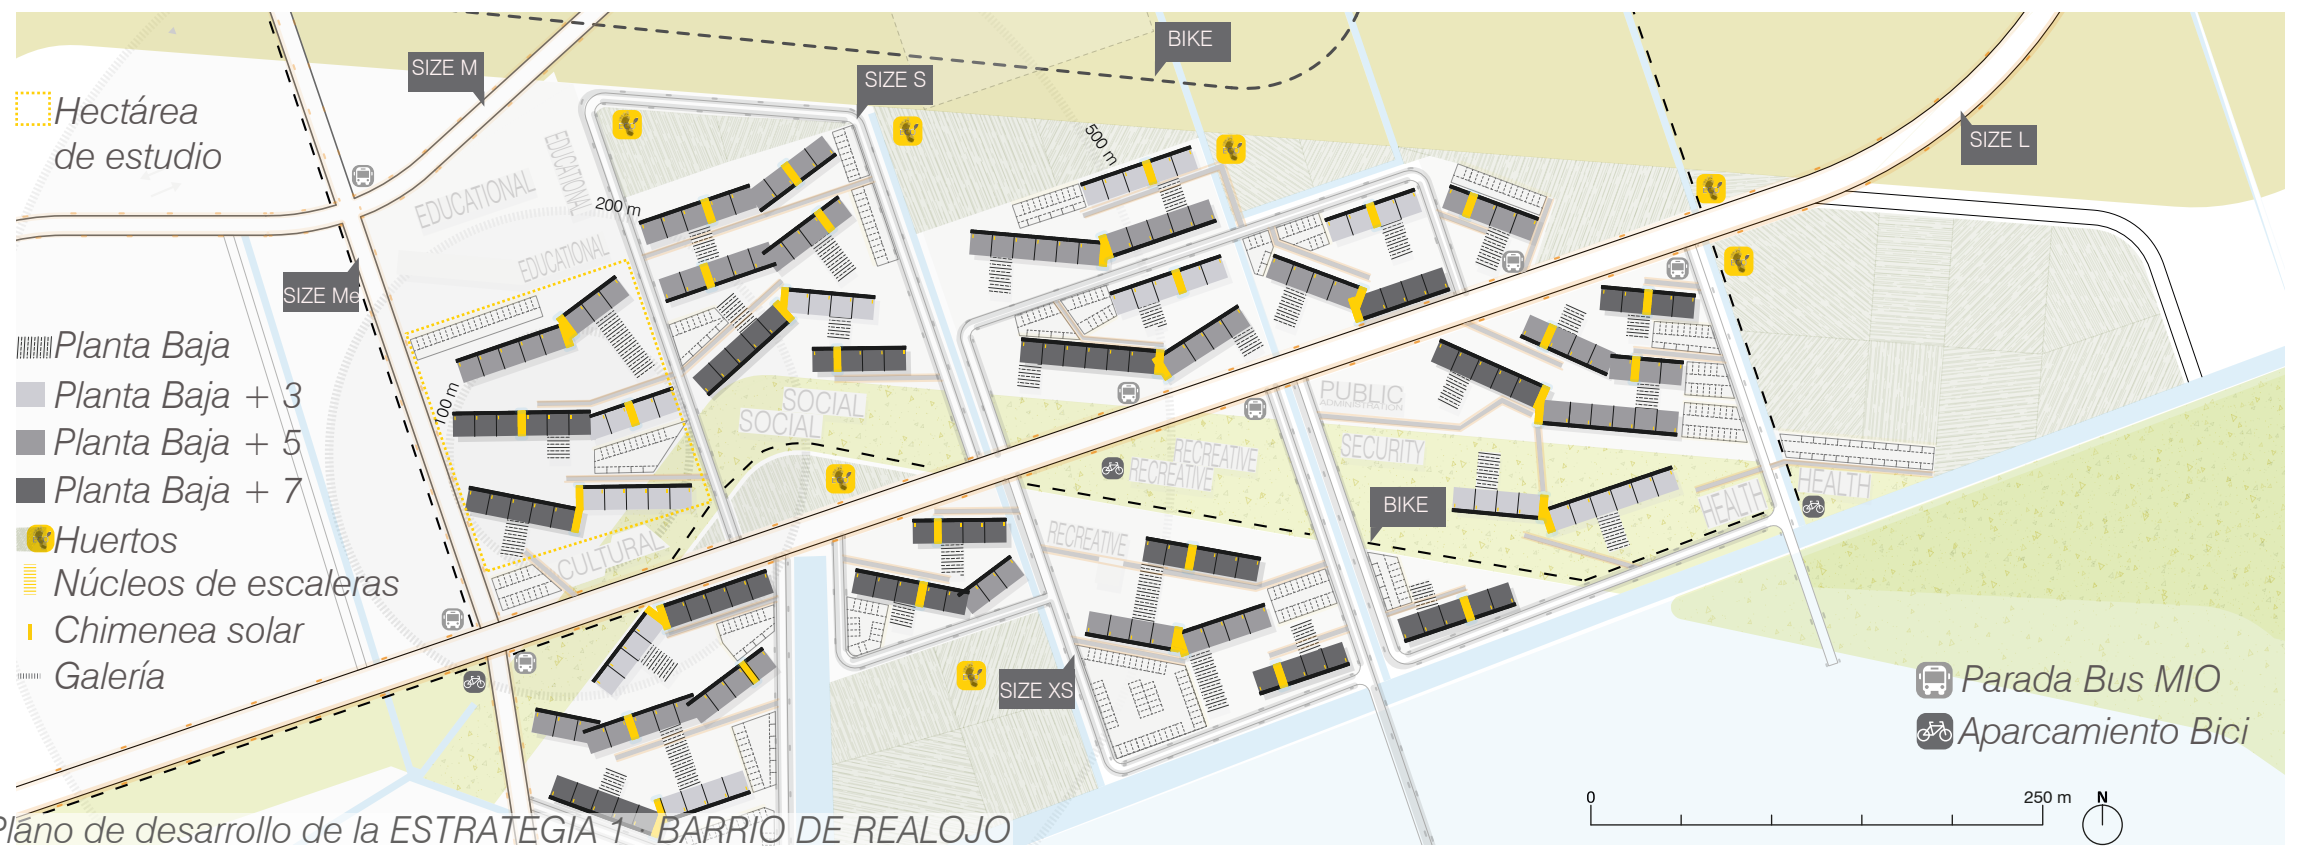 BIKE
SIZE M
SIZE S
Hectárea
de estudio
500 m
SIZE L
EDUCATIONAL
EDUCATIONAL
200 m
EDUCATIONAL
SIZE Me
Planta Baja
Planta Baja + 3
Planta Baja + 5
Planta Baja + 7
Huertos
Núcleos de escaleras
Chimenea solar
Galería
100 m
SOCIAL
SOCIAL
PUBLIC
ADMINISTRATION
SECURITY
RECREATIVE
RECREATIVE
HEALTH
HEALTH
BIKE
RECREATIVE
CULTURAL
SIZE XS
Parada Bus MIO
Aparcamiento Bici
0
250 m
N
Plano de desarrollo de la ESTRATEGIA 1 . BARRIO DE REALOJO